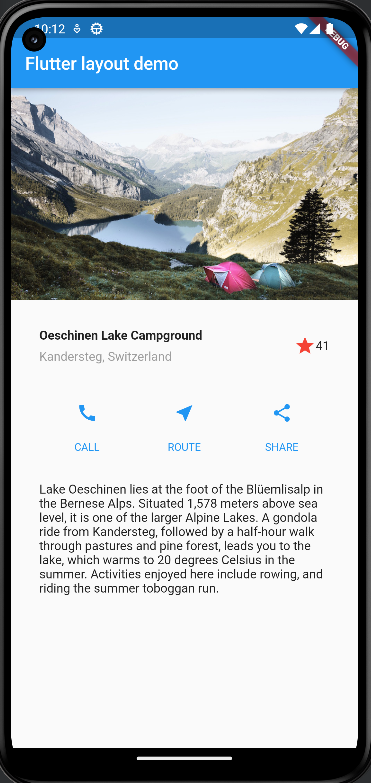 10:12
DEBUG
Flutter layout demo
Oeschinen Lake Campground
Kandersteg, Switzerland
41
CALL
ROUTE
SHARE
Lake Oeschinen lies at the foot of the Blüemlisalp in
the Bernese Alps. Situated 1,578 meters above sea
level, it is one of the larger Alpine Lakes. A gondola
ride from Kandersteg, followed by a half-hour walk
through pastures and pine forest, leads you to the
lake, which warms to 20 degrees Celsius in the
summer. Activities enjoyed here include rowing, and
riding the summer toboggan run.